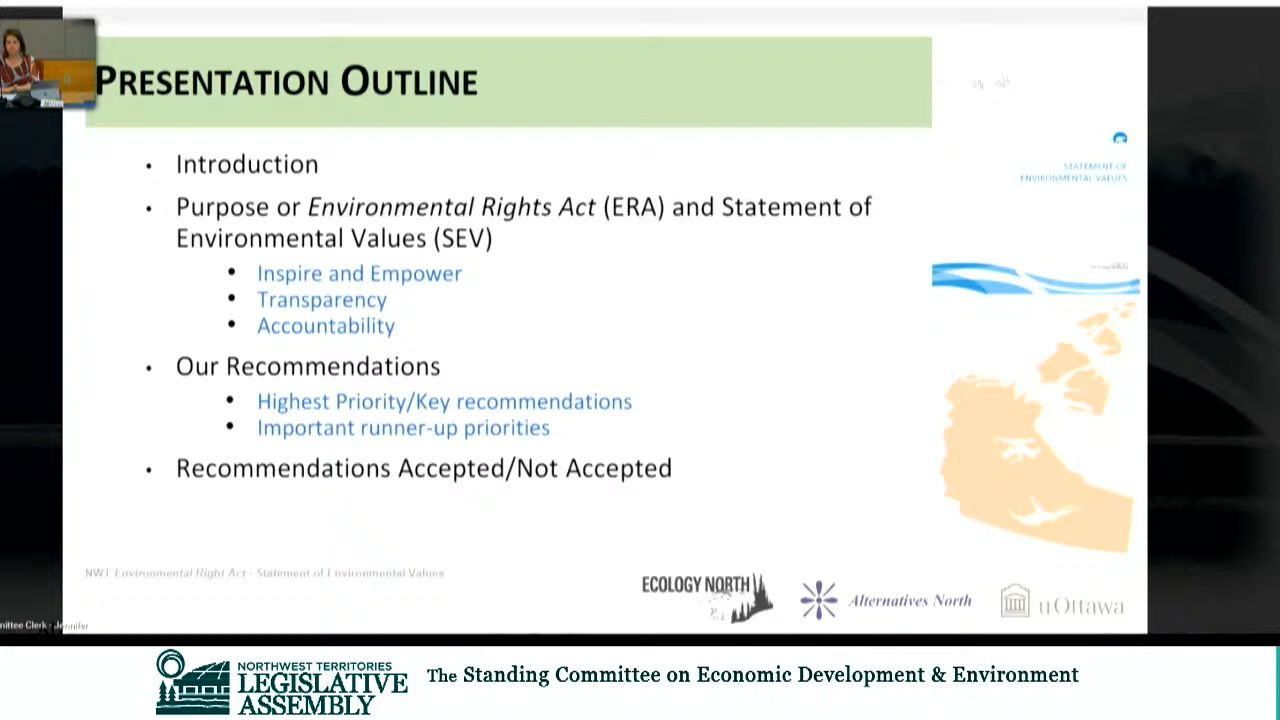 PRESENTATION OUTLINE
STATEMENT OF
ENVIRONMENTAL VALUES
• Introduction
• Purpose or Environmental Rights Act (ERA) and Statement of
Environmental Values (SEV)
• Inspire and Empower
• Transparency
• Accountability
• Our Recommendations
• Highest Priority/Key recommendations
• Important runner-up priorities
• Recommendations Accepted/Not Accepted
NWT Environmental Right Act - Statement of Environmental Values
ECOLOGY NORTH
Alternatives North
uOttawa
Clerk - Jennifer
NORTHWEST TERRITORIES
LEGISLATIVE
ASSEMBLY
The Standing Committee on Economic Development & Environment